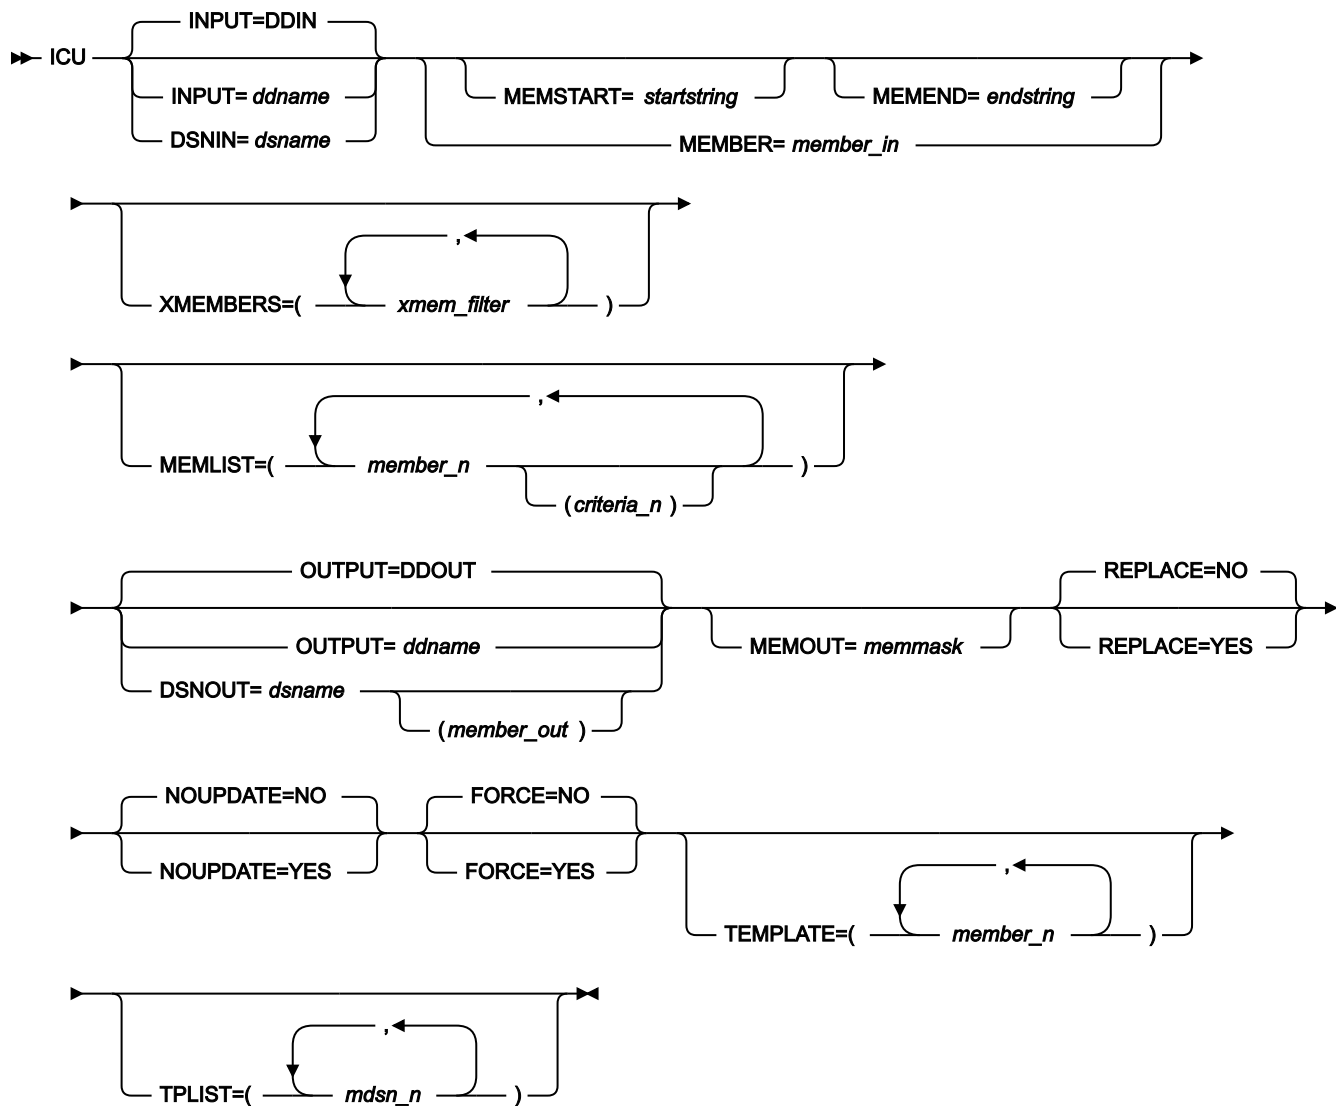 INPUT=DDIN
ICU
INPUT= ddname
MEMSTART= startstring
MEMEND= endstring
DSNIN= dsname
MEMBER= member_in
,
XMEMBERS=( xmem_filter )
,
MEMLIST=( member_n )
(criteria_n )
OUTPUT=DDOUT
REPLACE=NO
OUTPUT= ddname
MEMOUT= memmask
REPLACE=YES
DSNOUT= dsname
(member_out )
NOUPDATE=NO
FORCE=NO
NOUPDATE=YES
FORCE=YES
,
TEMPLATE=( member_n )
,
TPLIST=( mdsn_n )